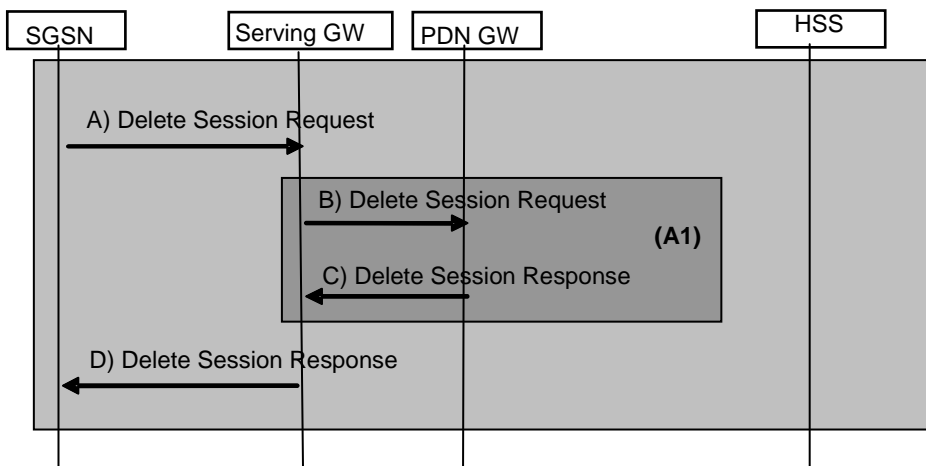 SGSN
Serving GW
PDN GW
HSS
A) Delete Session Request
B) Delete Session Request
(A1)
C) Delete Session Response
D) Delete Session Response